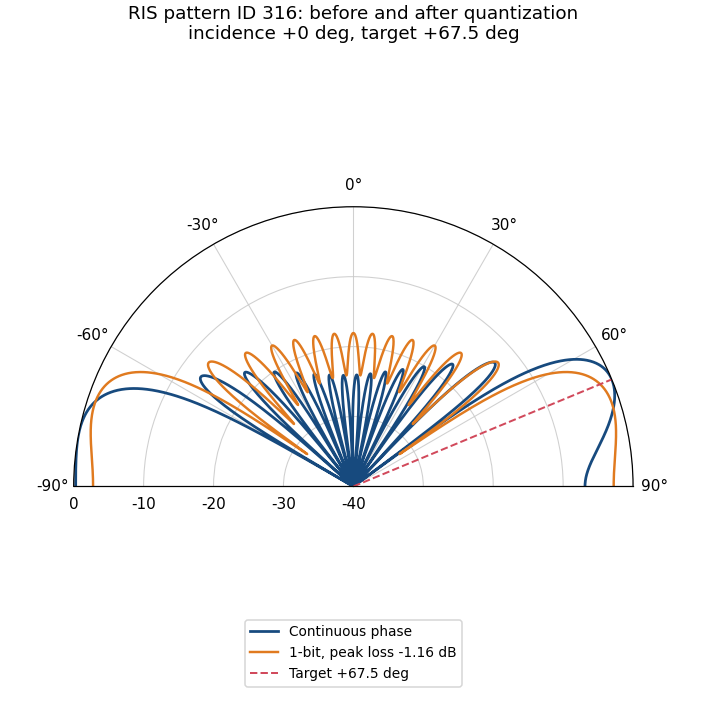 RIS pattern ID 316: before and after quantization
incidence +0 deg, target +67.5 deg
0°
-30°
30°
-60°
60°
-90°
90°
0
-10
-20
-30
-40
Continuous phase
1-bit, peak loss -1.16 dB
Target +67.5 deg